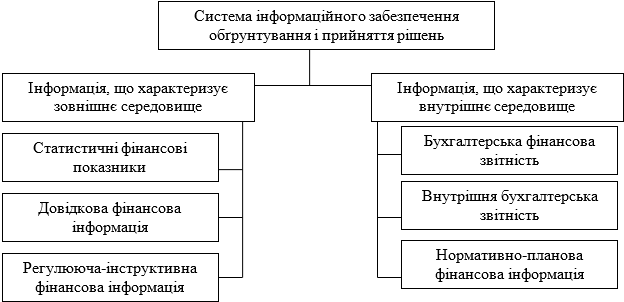 Система інформаційного забезпечення
обґрунтування і прийняття рішень
Інформація, що характеризує
зовнішнє середовище
Статистичні фінансові
показники
Довідкова фінансова
інформація
Регулююча-інструктивна
фінансова інформація
Інформація, що характеризує
внутрішнє середовище
Бухгалтерська фінансова
звітність
Внутрішня бухгалтерська
звітність
Нормативно-планова
фінансова інформація